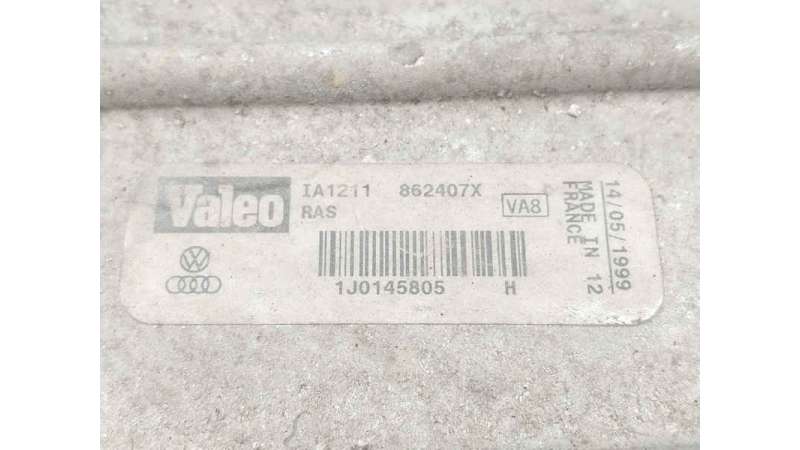 Valeo
IA1211 862407X
RAS
VA8
1J0145805 H
14/05/1999
MADE IN 12
FRANCE